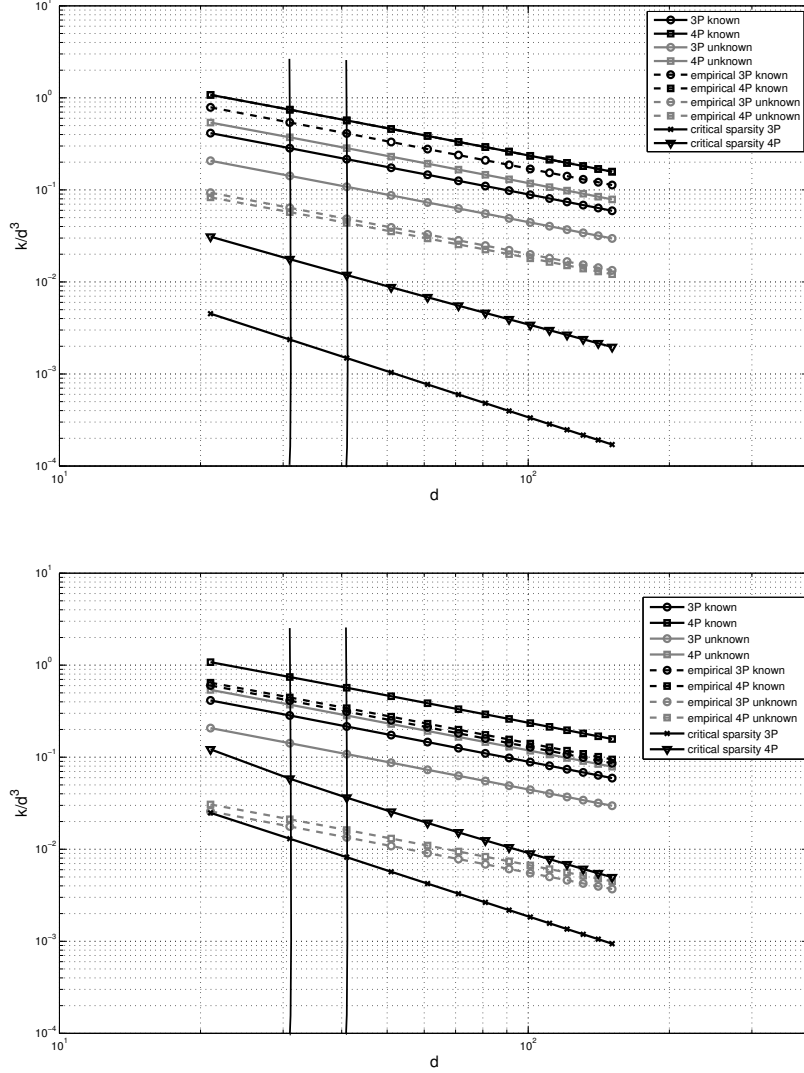 10^1
10^0
10^-1
10^-2
10^-3
10^-4
k/d^3
10^1
10^2
d
3P known
4P known
3P unknown
4P unknown
empirical 3P known
empirical 4P known
empirical 3P unknown
empirical 4P unknown
critical sparsity 3P
critical sparsity 4P
10^1
10^0
10^-1
10^-2
10^-3
10^-4
k/d^3
10^1
10^2
d
3P known
4P known
3P unknown
4P unknown
empirical 3P known
empirical 4P known
empirical 3P unknown
empirical 4P unknown
critical sparsity 3P
critical sparsity 4P